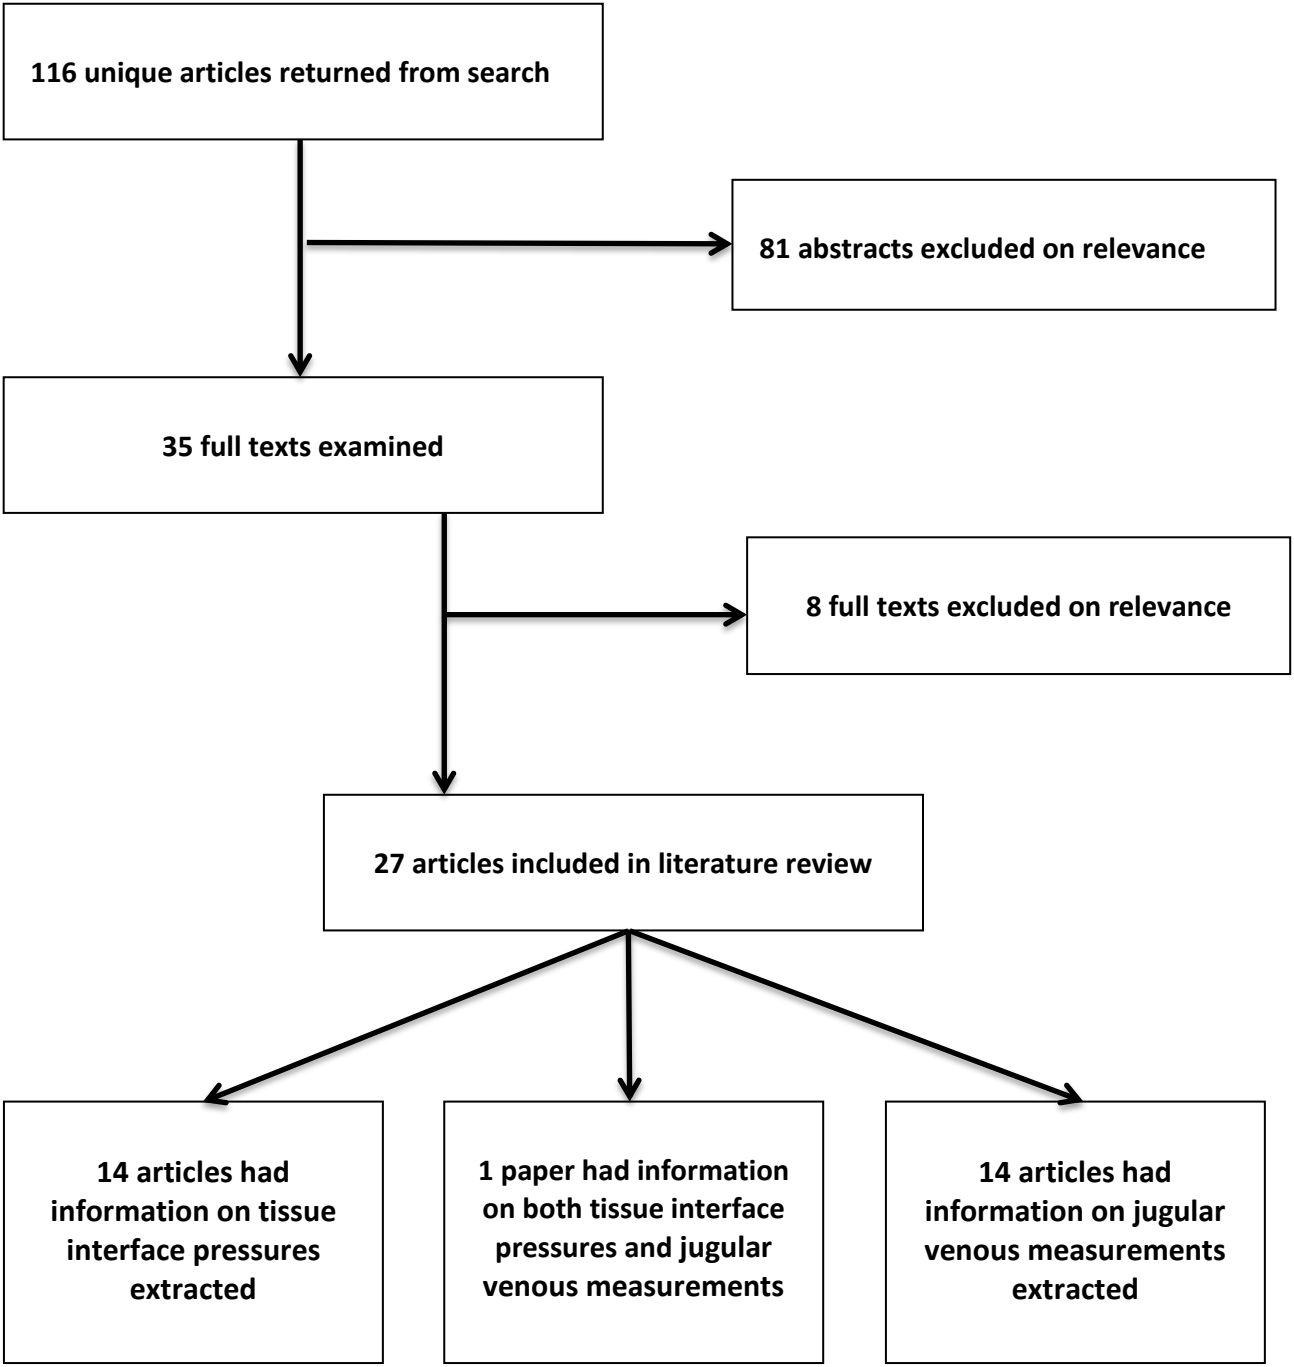 116 unique articles returned from search
81 abstracts excluded on relevance
35 full texts examined
8 full texts excluded on relevance
27 articles included in literature review
14 articles had
information on tissue
interface pressures
extracted
1 paper had information
on both tissue interface
pressures and jugular
venous measurements
14 articles had
information on jugular
venous measurements
extracted